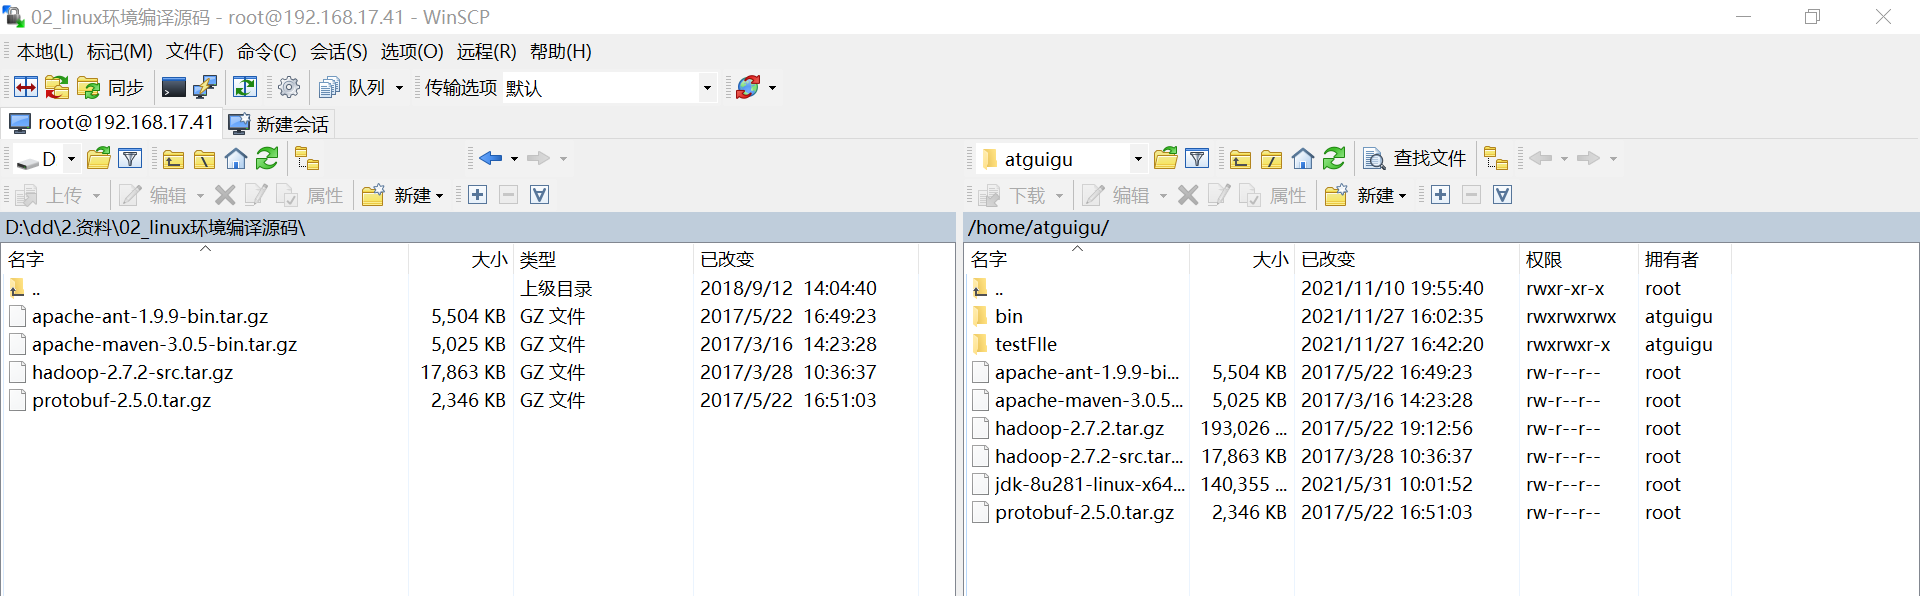 02_linux环境编译源码 - root@192.168.17.41 - WinSCP
本地(L) 标记(M) 文件(F) 命令(C) 会话(S) 选项(O) 远程(R) 帮助(H)
同步 队列 传输选项 默认
root@192.168.17.41 新建会话
D atguigu 查找文件
上传 编辑 属性 新建 下载 编辑 属性 新建
D:\dd\2.资料\02_linux环境编译源码\
名字 大小 类型 已改变
.. 上级目录 2018/9/12 14:04:40
apache-ant-1.9.9-bin.tar.gz 5,504 KB GZ 文件 2017/5/22 16:49:23
apache-maven-3.0.5-bin.tar.gz 5,025 KB GZ 文件 2017/3/16 14:23:28
hadoop-2.7.2-src.tar.gz 17,863 KB GZ 文件 2017/3/28 10:36:37
protobuf-2.5.0.tar.gz 2,346 KB GZ 文件 2017/5/22 16:51:03
/home/atguigu/
名字 大小 已改变 权限 拥有者
.. 2021/11/10 19:55:40 rwxr-xr-x root
bin 2021/11/27 16:02:35 rwxrwxrwx atguigu
testFIle 2021/11/27 16:42:20 rwxrwxr-x atguigu
apache-ant-1.9.9-bi... 5,504 KB 2017/5/22 16:49:23 rw-r--r-- root
apache-maven-3.0.5... 5,025 KB 2017/3/16 14:23:28 rw-r--r-- root
hadoop-2.7.2.tar.gz 193,026 ... 2017/5/22 19:12:56 rw-r--r-- root
hadoop-2.7.2-src.tar... 17,863 KB 2017/3/28 10:36:37 rw-r--r-- root
jdk-8u281-linux-x64... 140,355 ... 2021/5/31 10:01:52 rw-r--r-- root
protobuf-2.5.0.tar.gz 2,346 KB 2017/5/22 16:51:03 rw-r--r-- root